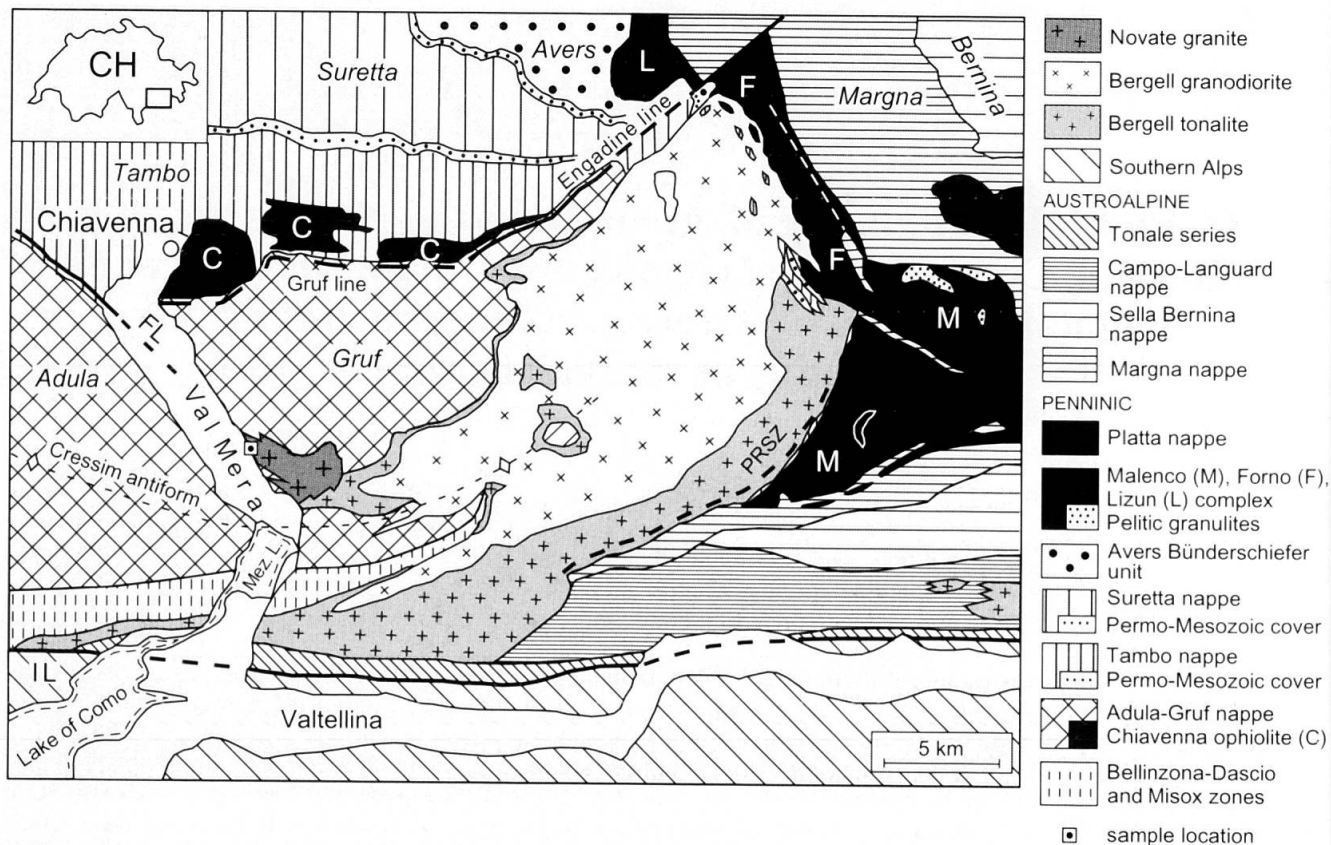 CH
Suretta
Avers
L
F
Bernina
Margna
Engadine line
Tambo
Chiavenna
C
C
C
Gruf line
F
M
FL
Val Mera
Gruf
Adula
Cressim antiform
PRSZ
M
Mez. L.
IL
Lake of Como
Valtellina
5 km
Novate granite
Bergell granodiorite
Bergell tonalite
Southern Alps
AUSTROALPINE
Tonale series
Campo-Languard
nappe
Sella Bernina
nappe
Margna nappe
PENNINIC
Platta nappe
Malenco (M), Forno (F),
Lizun (L) complex
Pelitic granulites
Avers Bünderschiefer
unit
Suretta nappe
Permo-Mesozoic cover
Tambo nappe
Permo-Mesozoic cover
Adula-Gruf nappe
Chiavenna ophiolite (C)
Bellinzona-Dascio
and Misox zones
sample location